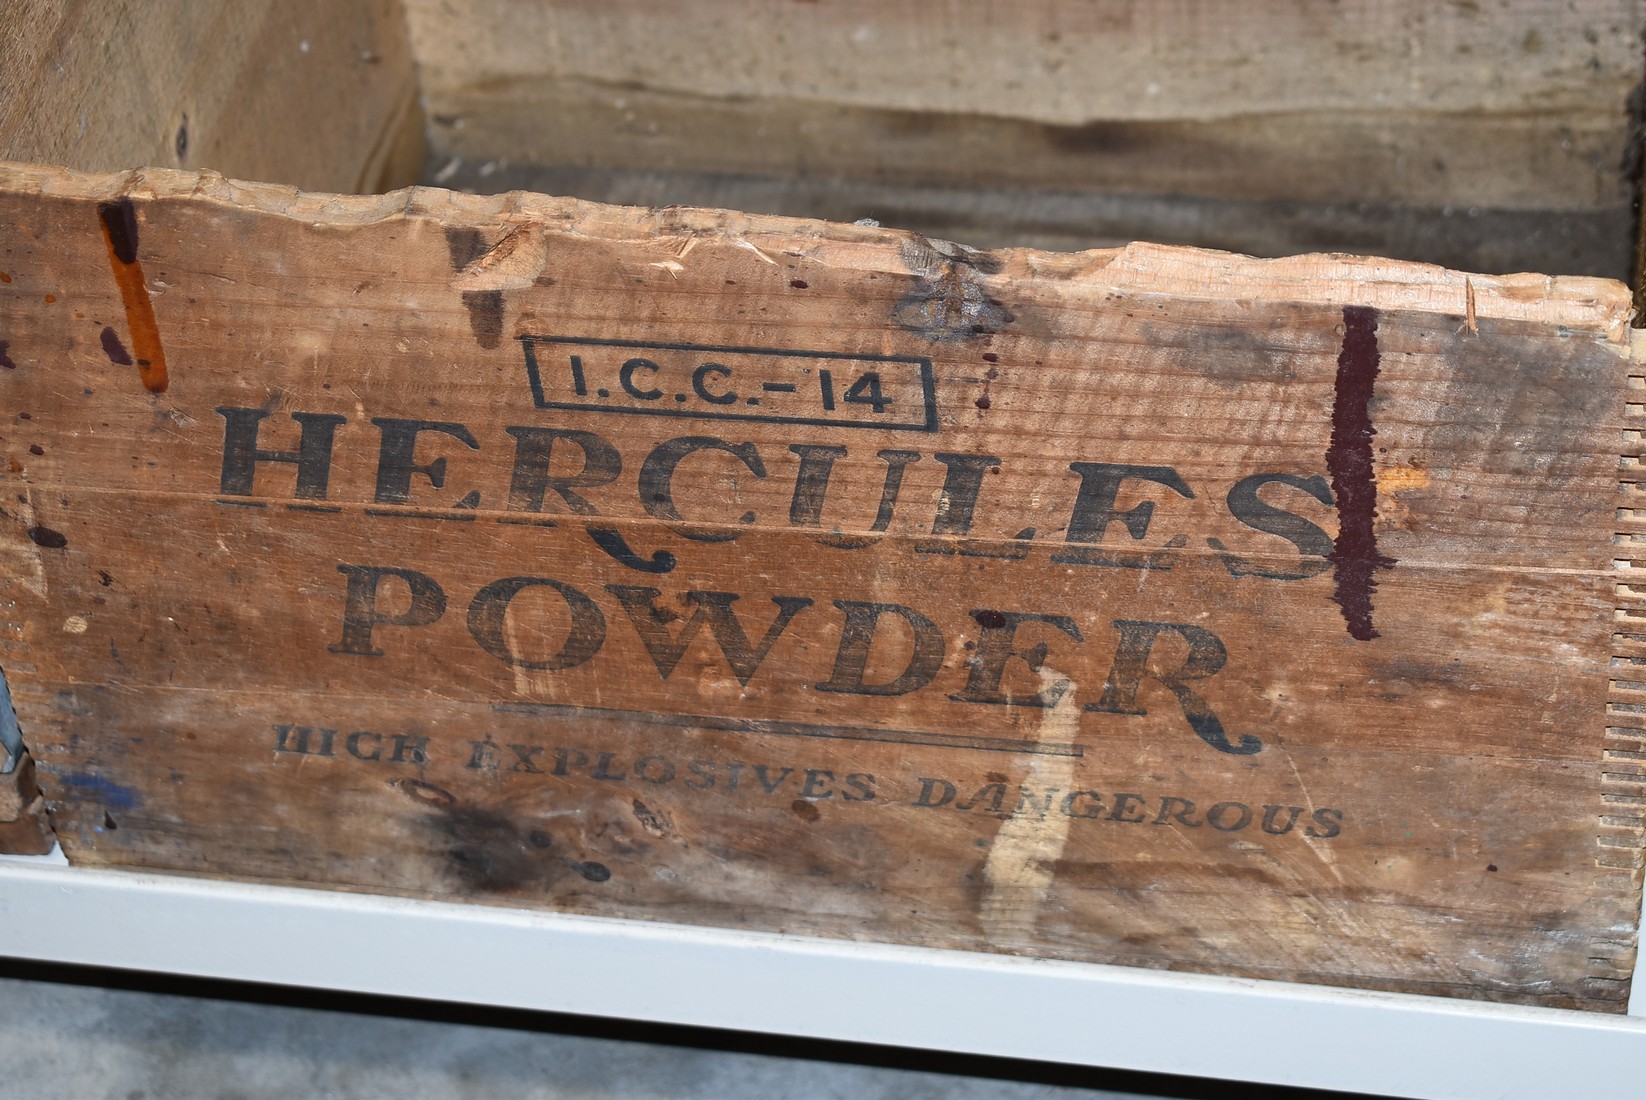 I.C.C.-14
HERCULES
POWDER
HIGH EXPLOSIVES DANGEROUS